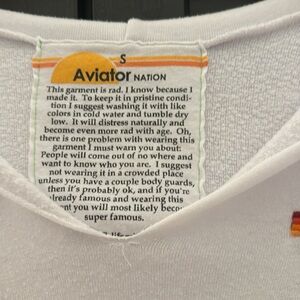 S
Aviator NATION
This garment is rad. I know because I
made it. To keep it in pristine condi-
tion I suggest washing it with like
colors in cold water and tumble dry
low. It will distress naturally and
become even more rad with age. Oh,
there is one problem with wearing this
garment I must warn you about:
People will come out of no where and
want to know who you are. I suggest
not wearing it in a crowded place
unless you have a couple body guards,
then it's probably ok, and if you're
already famous and wearing this
you will most likely
super famous.